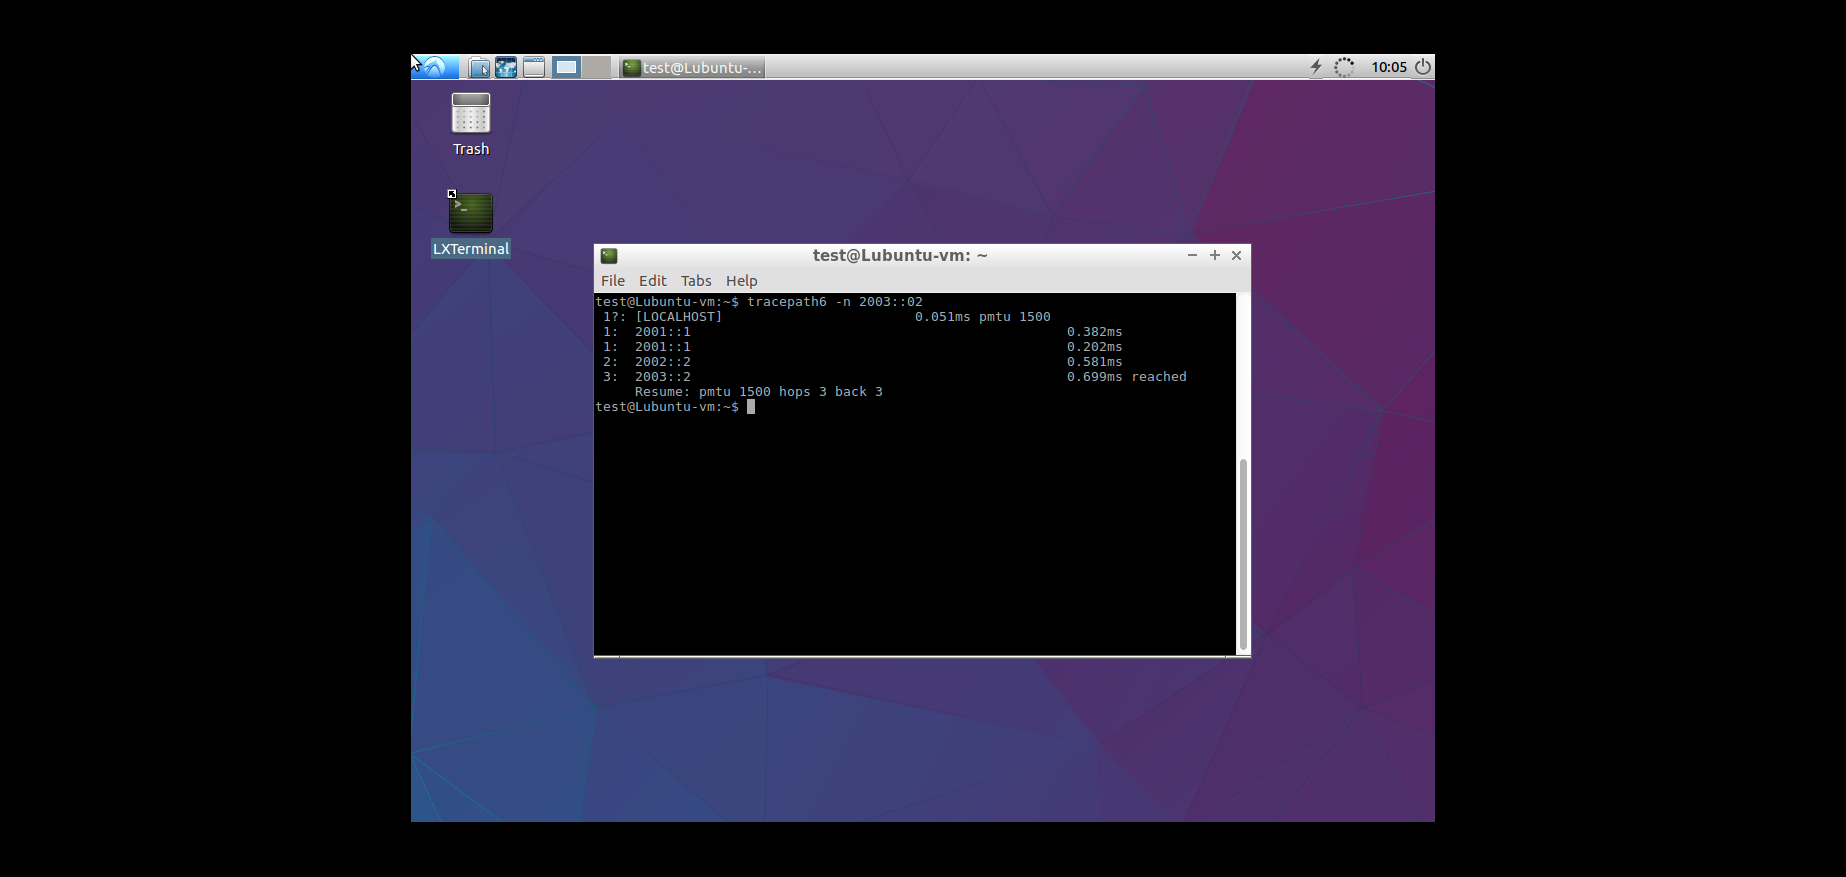 test@Lubuntu-...
10:05
Trash
LXTerminal
test@Lubuntu-vm: ~
File Edit Tabs Help
test@Lubuntu-vm:~$ tracepath6 -n 2003::02
1?: [LOCALHOST] 0.051ms pmtu 1500
1: 2001::1 0.382ms
1: 2001::1 0.202ms
2: 2002::2 0.581ms
3: 2003::2 0.699ms reached
Resume: pmtu 1500 hops 3 back 3
test@Lubuntu-vm:~$